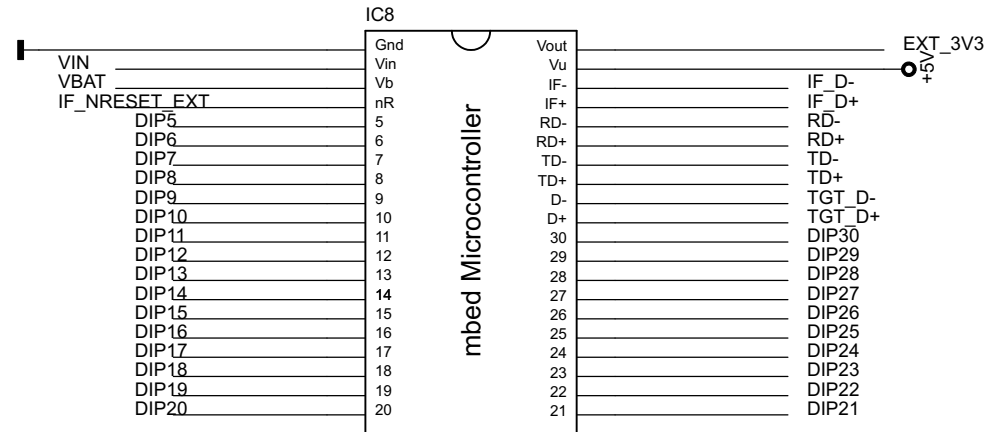 IC8
Gnd Vout EXT_3V3
VIN Vin Vu +5V
VBAT Vb IF- IF_D-
IF_NRESET_EXT nR IF+ IF_D+
DIP5 5 RD- RD-
DIP6 6 RD+ RD+
DIP7 7 TD- TD-
DIP8 8 TD+ TD+
DIP9 9 D- TGT_D-
DIP10 10 D+ TGT_D+
DIP11 11 30 DIP30
DIP12 12 29 DIP29
DIP13 13 28 DIP28
DIP14 14 27 DIP27
DIP15 15 26 DIP26
DIP16 16 25 DIP25
DIP17 17 24 DIP24
DIP18 18 23 DIP23
DIP19 19 22 DIP22
DIP20 20 21 DIP21
mbed Microcontroller